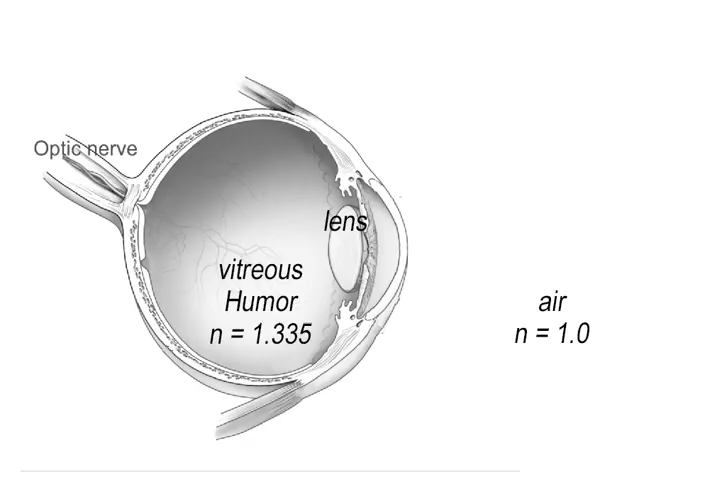 Optic nerve
lens
vitreous
Humor
n = 1.335
air
n = 1.0